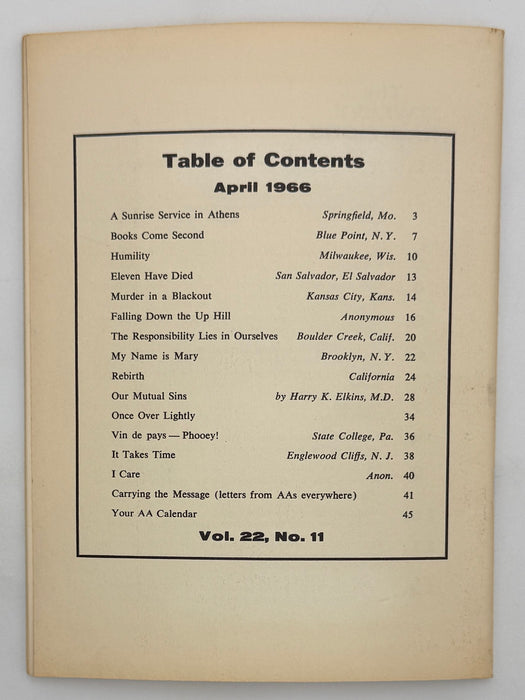 Table of Contents
April 1966
A Sunrise Service in Athens Springfield, Mo. 3
Books Come Second Blue Point, N. Y. 7
Humility Milwaukee, Wis. 10
Eleven Have Died San Salvador, El Salvador 13
Murder in a Blackout Kansas City, Kans. 14
Falling Down the Up Hill Anonymous 16
The Responsibility Lies in Ourselves Boulder Creek, Calif. 20
My Name is Mary Brooklyn, N. Y. 22
Rebirth California 24
Our Mutual Sins by Harry K. Elkins, M.D. 28
Once Over Lightly 34
Vin de pays — Phooey! State College, Pa. 36
It Takes Time Englewood Cliffs, N. J. 38
I Care Anon. 40
Carrying the Message (letters from AAs everywhere) 41
Your AA Calendar 45
Vol. 22, No. 11